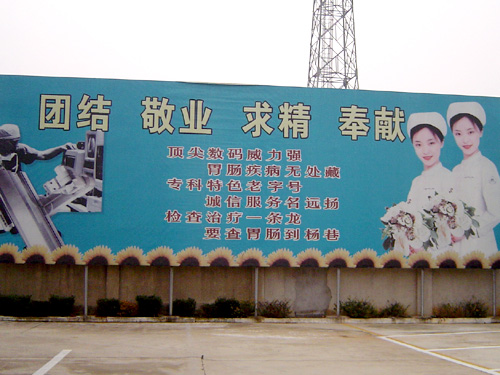 团结 敬业 求精 奉献
顶尖数码威力强
胃肠疾病无处藏
专科特色老字号
诚信服务名远扬
检查治疗一条龙
要查胃肠到杨巷